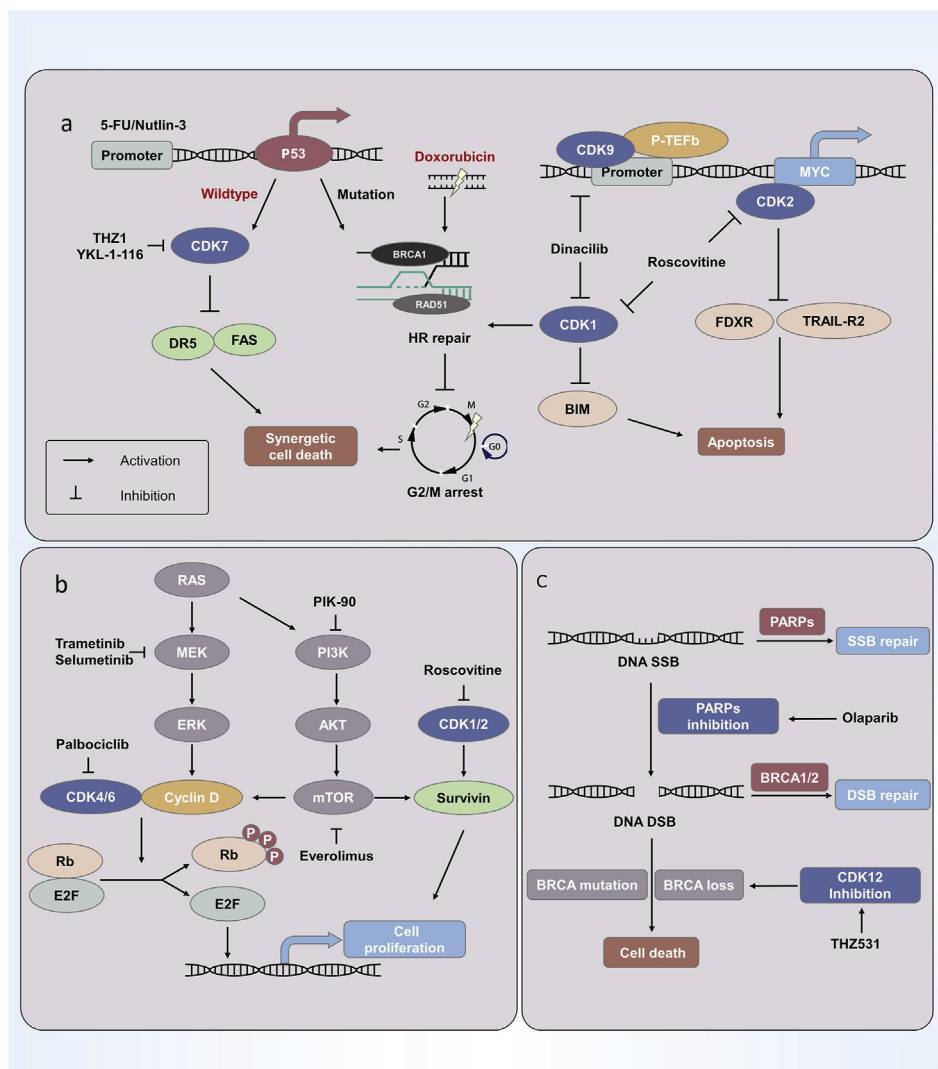 a
5-FU/Nutlin-3
Promoter
P53
Wildtype
Mutation
Doxorubicin
THZ1
YKL-1-116
CDK7
BRCA1
RAD51
HR repair
DR5
FAS
Synergetic
cell death
G2
M
S
G0
G1
G2/M arrest
CDK9
P-TEFb
Promoter
MYC
CDK2
Dinacilib
Roscovitine
CDK1
FDXR
TRAIL-R2
BIM
Apoptosis
Activation
Inhibition
b
RAS
PIK-90
Trametinib
Selumetinib
MEK
PI3K
Roscovitine
ERK
AKT
CDK1/2
Palbociclib
CDK4/6
Cyclin D
mTOR
Survivin
Everolimus
Rb
E2F
Rb
P
P
P
E2F
Cell
proliferation
C
DNA SSB
PARPs
SSB repair
PARPs
inhibition
Olaparib
DNA DSB
BRCA1/2
DSB repair
BRCA mutation
BRCA loss
CDK12
Inhibition
THZ531
Cell death